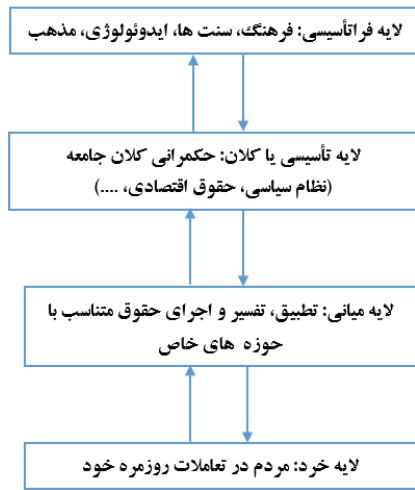 لایه فراتأسیسی: فرهنگ، سنت ها، ایدوئولوژی، مذهب
لایه تأسیسی یا کلان: حکمرانی کلان جامعه
(نظام سیاسی، حقوق اقتصادی، ....)
لایه میانی: تطبیق، تفسیر و اجرای حقوق متناسب با
حوزه های خاص
لایه خرد: مردم در تعاملات روزمره خود